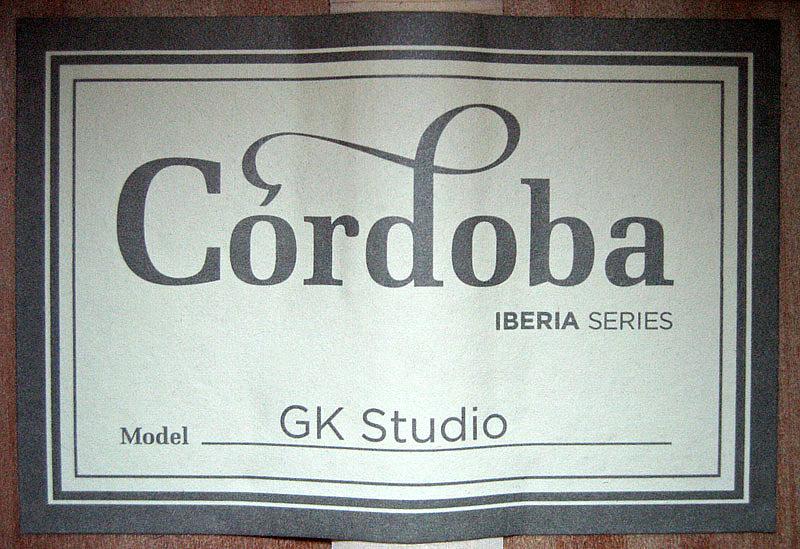 Córdoba
IBERIA SERIES
Model GK Studio